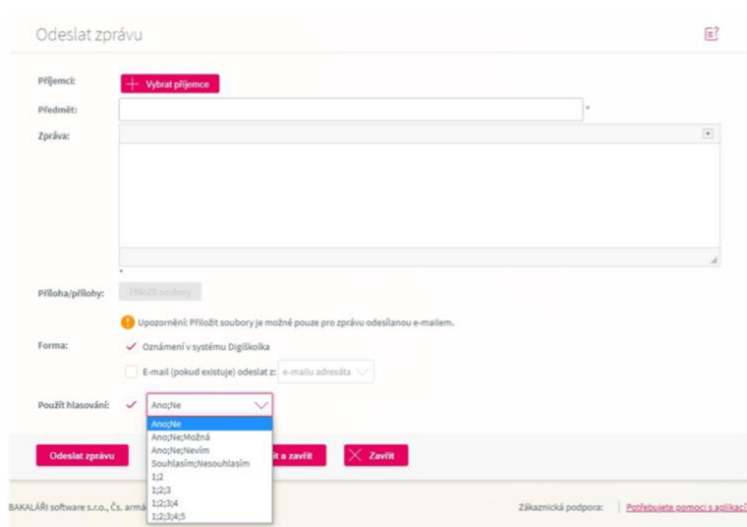 Odeslat zprávu
Příjemci:
Vybrat příjemce
Předmět:
*
Zpráva:
*
Příloha/přílohy:
Přiložit soubory
Upozornění: Přiložit soubory je možné pouze pro zprávu odesílanou e-mailem.
Forma:
Oznámení v systému Digiškolka
E-mail (pokud existuje) odeslat z: e-mailu adresáta
Použít hlasování:
Ano;Ne
Ano;Ne
Ano;Ne;Možná
Ano;Ne;Nevím
Souhlasím;Nesouhlasím
1;2
1;2;3
1;2;3;4
1;2;3;4;5
Odeslat zprávu
it a zavřít
Zavřít
BAKALÁŘI software s.r.o., Čs. armá
Zákaznická podpora:
Potřebujete pomoci s aplikací